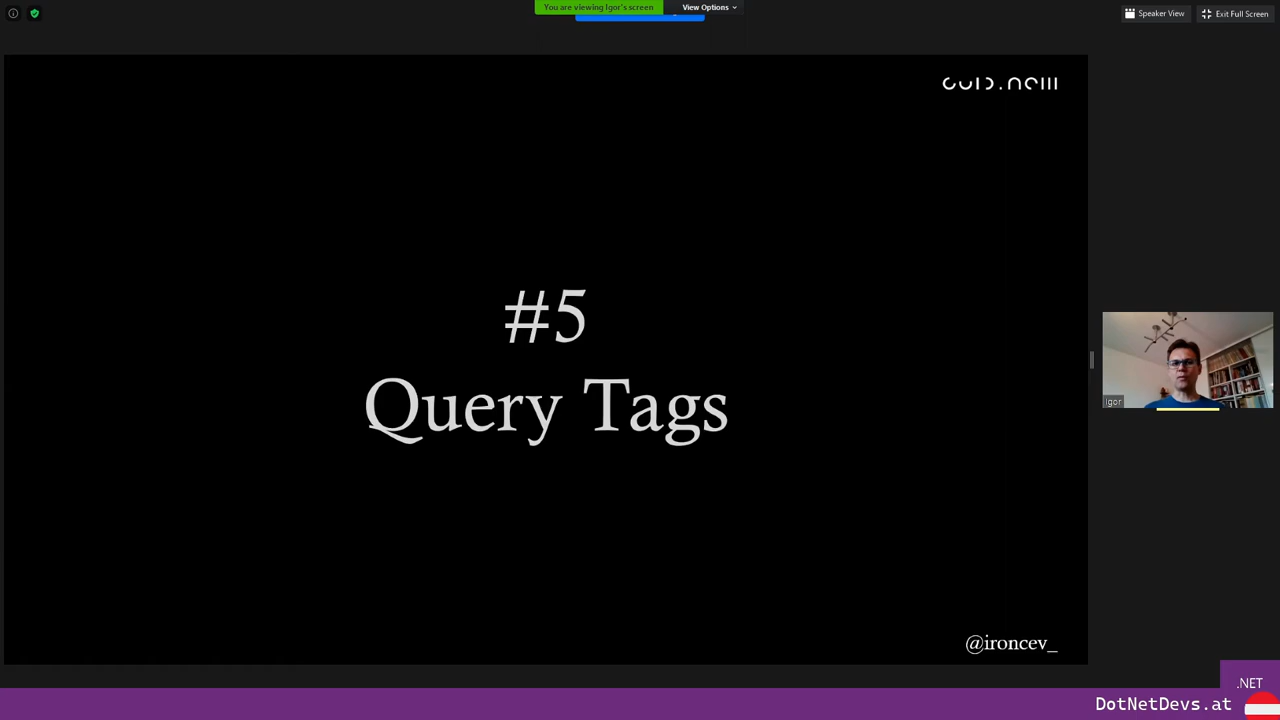 You are viewing Igor's screen
View Options
Speaker View
Exit Full Screen
#5
Query Tags
Igor
@ironcev_
.NET
DotNetDevs.at